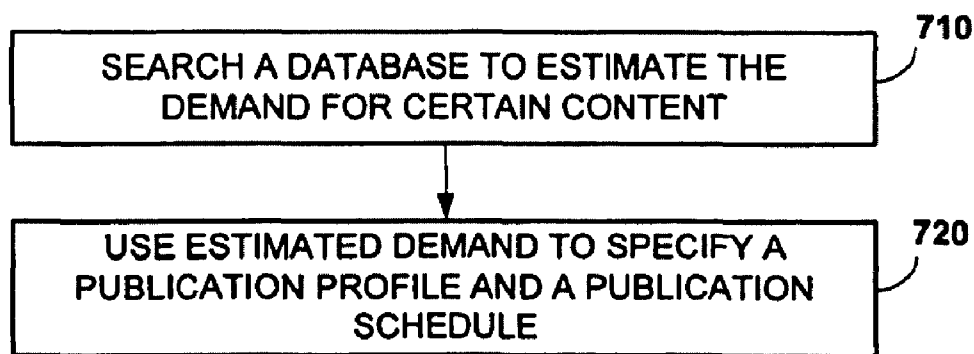 710
SEARCH A DATABASE TO ESTIMATE THE
DEMAND FOR CERTAIN CONTENT
720
USE ESTIMATED DEMAND TO SPECIFY A
PUBLICATION PROFILE AND A PUBLICATION
SCHEDULE